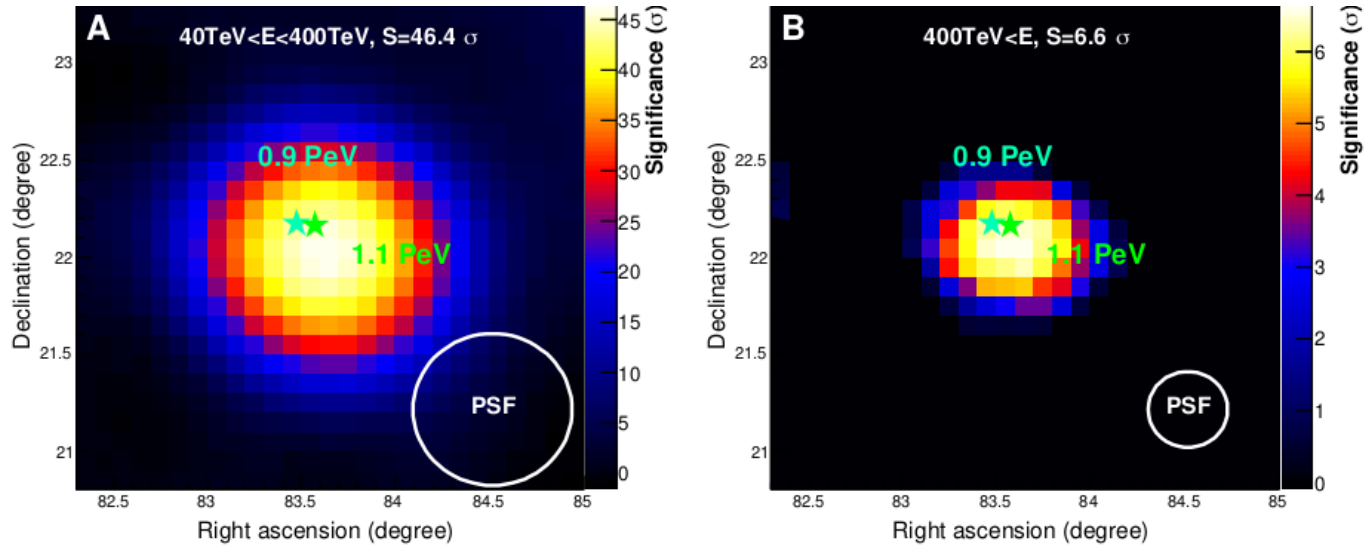 A
40TeV<E<400TeV, S=46.4 σ
0.9 PeV
1.1 PeV
PSF
23
22.5
22
21.5
21
Declination (degree)
82.5 83 83.5 84 84.5 85
Right ascension (degree)
45
40
35
30
25
20
15
10
5
0
Significance (σ)
B
400TeV<E, S=6.6 σ
0.9 PeV
1.1 PeV
PSF
23
22.5
22
21.5
21
Declination (degree)
82.5 83 83.5 84 84.5 85
Right ascension (degree)
6
5
4
3
2
1
0
Significance (σ)